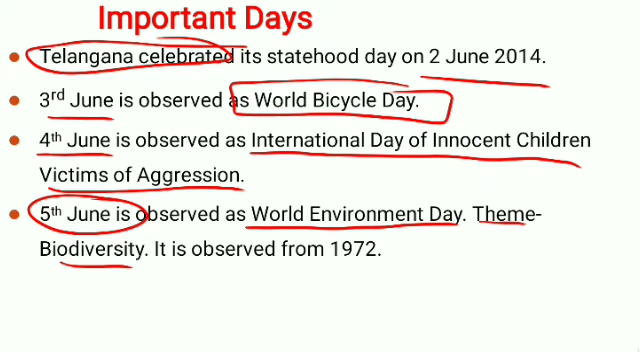 Important Days
Telangana celebrated its statehood day on 2 June 2014.
3rd June is observed as World Bicycle Day.
4th June is observed as International Day of Innocent Children
Victims of Aggression.
5th June is observed as World Environment Day. Theme-
Biodiversity. It is observed from 1972.